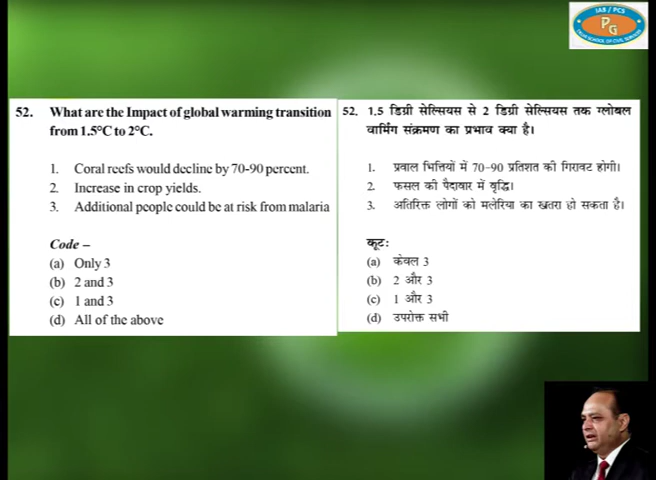 IAS / PCS
PG
52. What are the Impact of global warming transition
from 1.5°C to 2°C.
1. Coral reefs would decline by 70-90 percent.
2. Increase in crop yields.
3. Additional people could be at risk from malaria
Code –
(a) Only 3
(b) 2 and 3
(c) 1 and 3
(d) All of the above
52. 1.5 डिग्री सेल्सियस से 2 डिग्री सेल्सियस तक ग्लोबल
वार्मिंग संक्रमण का प्रभाव क्या है।
1. प्रवाल भित्तियों में 70-90 प्रतिशत की गिरावट होगी।
2. फसल की पैदावार में वृद्धि।
3. अतिरिक्त लोगों को मलेरिया का खतरा हो सकता है।
कूटः
(a) केवल 3
(b) 2 और 3
(c) 1 और 3
(d) उपरोक्त सभी